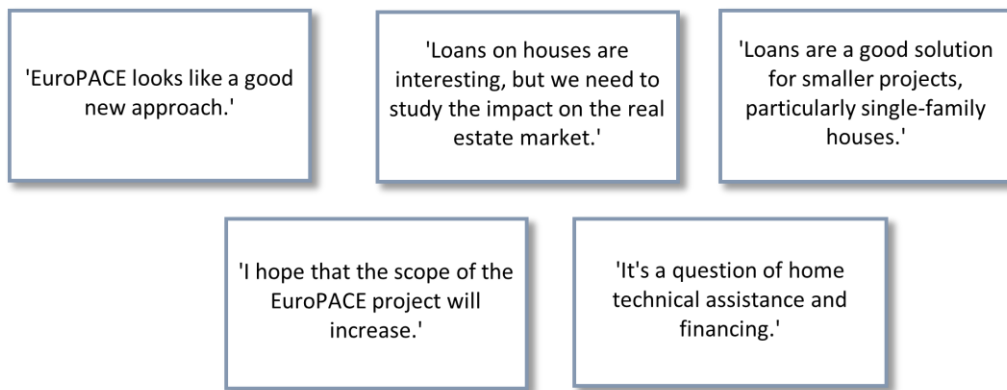 'EuroPACE looks like a good
new approach.'
'Loans on houses are
interesting, but we need to
study the impact on the real
estate market.'
'Loans are a good solution
for smaller projects,
particularly single-family
houses.'
'I hope that the scope of the
EuroPACE project will
increase.'
'It's a question of home
technical assistance and
financing.'